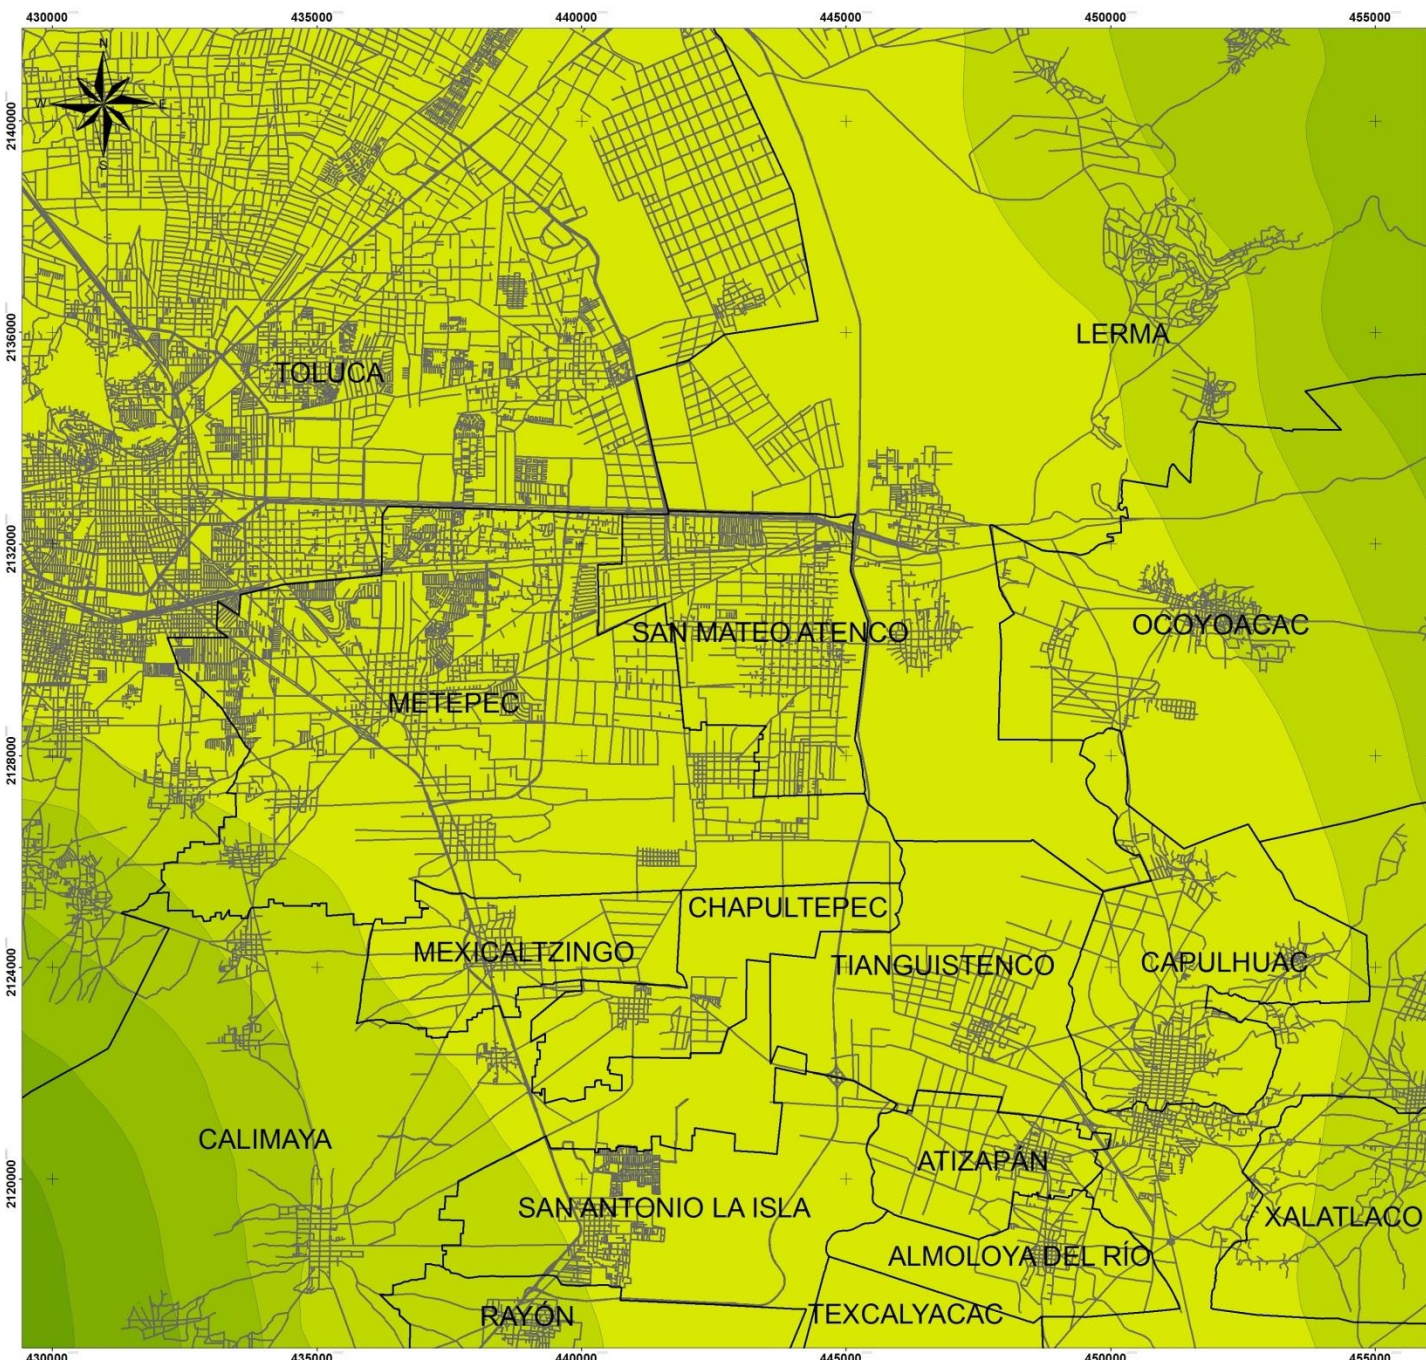 430000 435000 440000 445000 450000 455000
N
W E
S
2140000
2136000
LERMA
TOLUCA
2132000
OCOYOACAC
SAN MATEO ATENCO
METEPEC
2128000
CHAPULTEPEC
MEXICALTZINGO
TIANGUISTENCO
CAPULHUAC
2124000
CALIMAYA
ATIZAPÁN
2120000
SAN ANTONIO LA ISLA
XALATLACO
ALMOLOYA DEL RÍO
RAYÓN
TEXCALYACAC
430000 435000 440000 445000 450000 455000